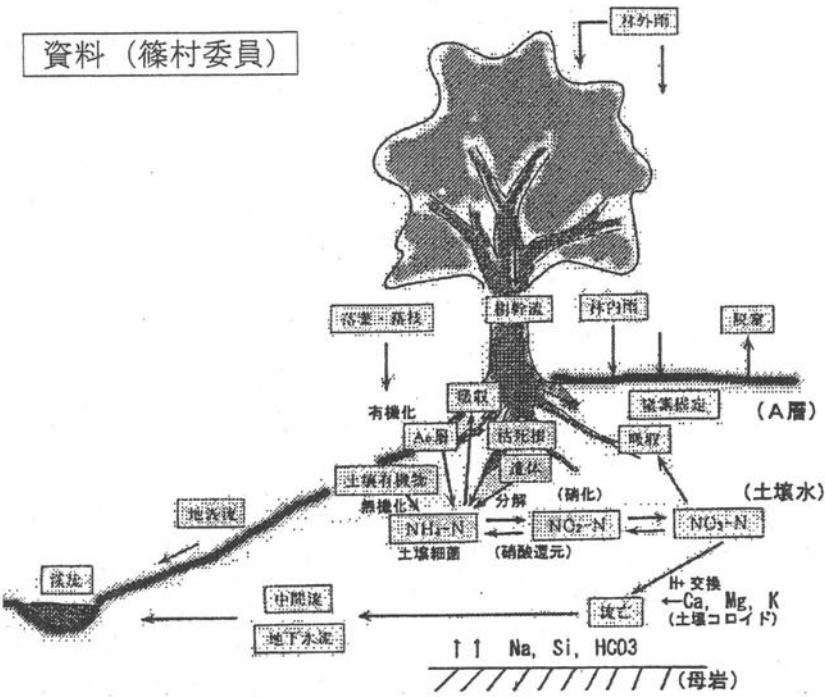 資料（篠村委員）
林外雨
樹幹流
林内雨
脱窒
落葉・落枝
吸収
窒素固定
(A層)
有機化
A₀層
枯死根
吸収
遺体
土壌有機物
無機化
分解
(硝化)
(土壌水)
NH₄-N
NO₂-N
NO₃-N
土壌細菌
(硝酸還元)
地表流
渓流
中間流
地下水流
流亡
H+ 交換
←Ca, Mg, K
(土壌コロイド)
↑↑ Na, Si, HCO3
(母岩)